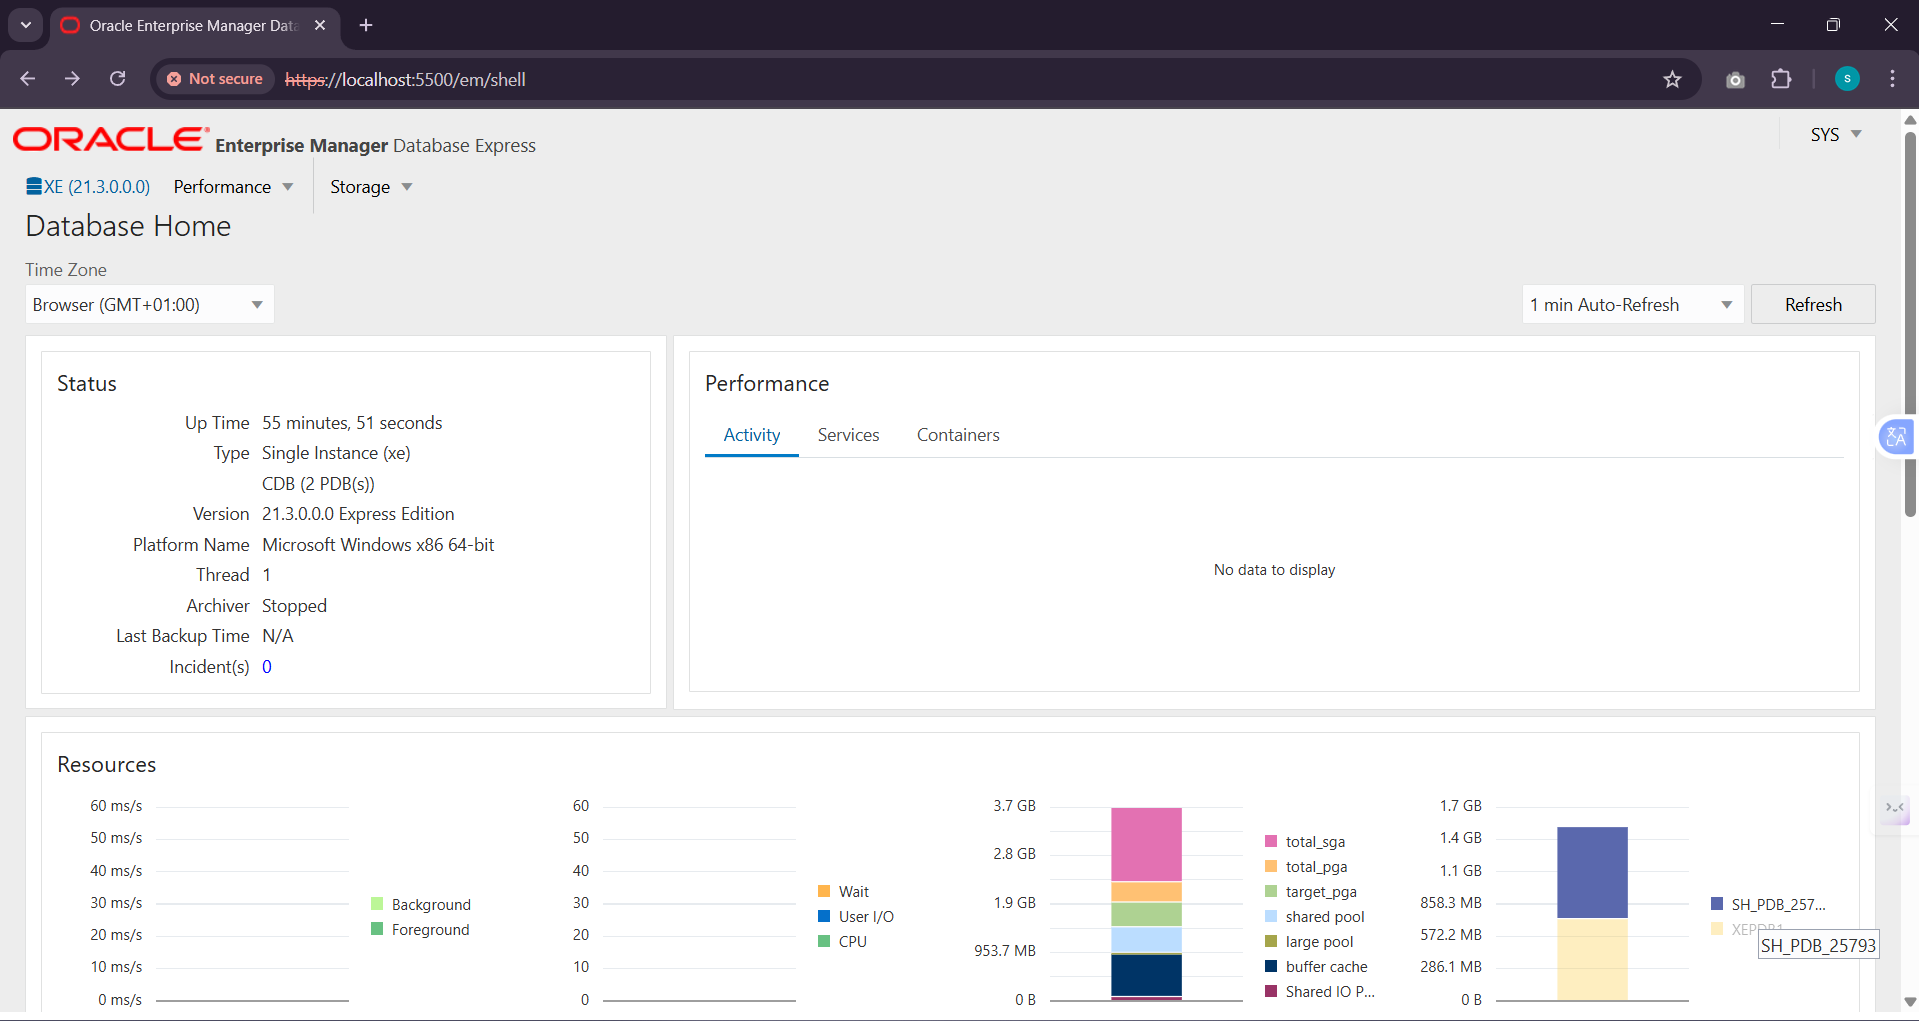 Oracle Enterprise Manager Data
Not secure https://localhost:5500/em/shell
S
ORACLE Enterprise Manager Database Express
SYS
XE (21.3.0.0.0) Performance Storage
Database Home
Time Zone
Browser (GMT+01:00)
1 min Auto-Refresh Refresh
Status
Up Time 55 minutes, 51 seconds
Type Single Instance (xe)
CDB (2 PDB(s))
Version 21.3.0.0.0 Express Edition
Platform Name Microsoft Windows x86 64-bit
Thread 1
Archiver Stopped
Last Backup Time N/A
Incident(s) 0
Performance
Activity Services Containers
No data to display
Resources
60 ms/s
50 ms/s
40 ms/s
30 ms/s
20 ms/s
10 ms/s
0 ms/s
Background
Foreground
60
50
40
30
20
10
0
Wait
User I/O
CPU
3.7 GB
2.8 GB
1.9 GB
953.7 MB
0 B
total_sga
total_pga
target_pga
shared pool
large pool
buffer cache
Shared IO P...
1.7 GB
1.4 GB
1.1 GB
858.3 MB
572.2 MB
286.1 MB
0 B
SH_PDB_257...
XEPDB1
SH_PDB_25793